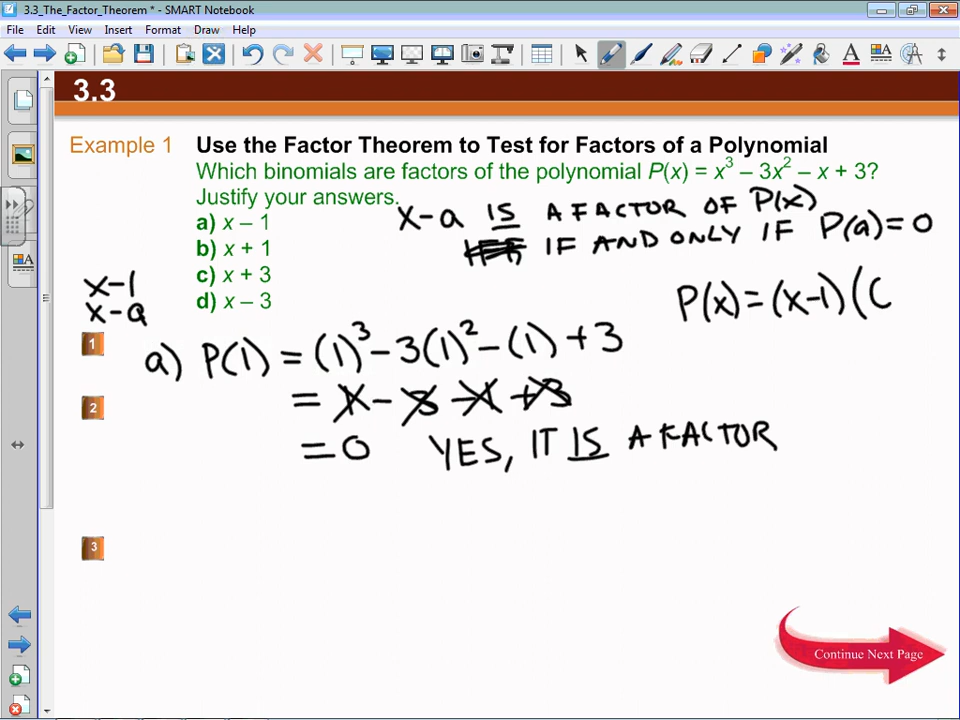 3.3_The_Factor_Theorem * - SMART Notebook
File Edit View Insert Format Draw Help
3.3
Example 1 Use the Factor Theorem to Test for Factors of a Polynomial
Which binomials are factors of the polynomial P(x) = x³ – 3x² – x + 3?
Justify your answers.
x-a IS A FACTOR OF P(x)
IFF IF AND ONLY IF P(a)=0
a) x – 1
b) x + 1
c) x + 3
d) x – 3
x-1
x-a
P(x)=(x-1)(
1
a) P(1) = (1)³-3(1)²-(1)+3
2
= 1-3-1+3
=0 YES, IT IS A FACTOR
3
Continue Next Page